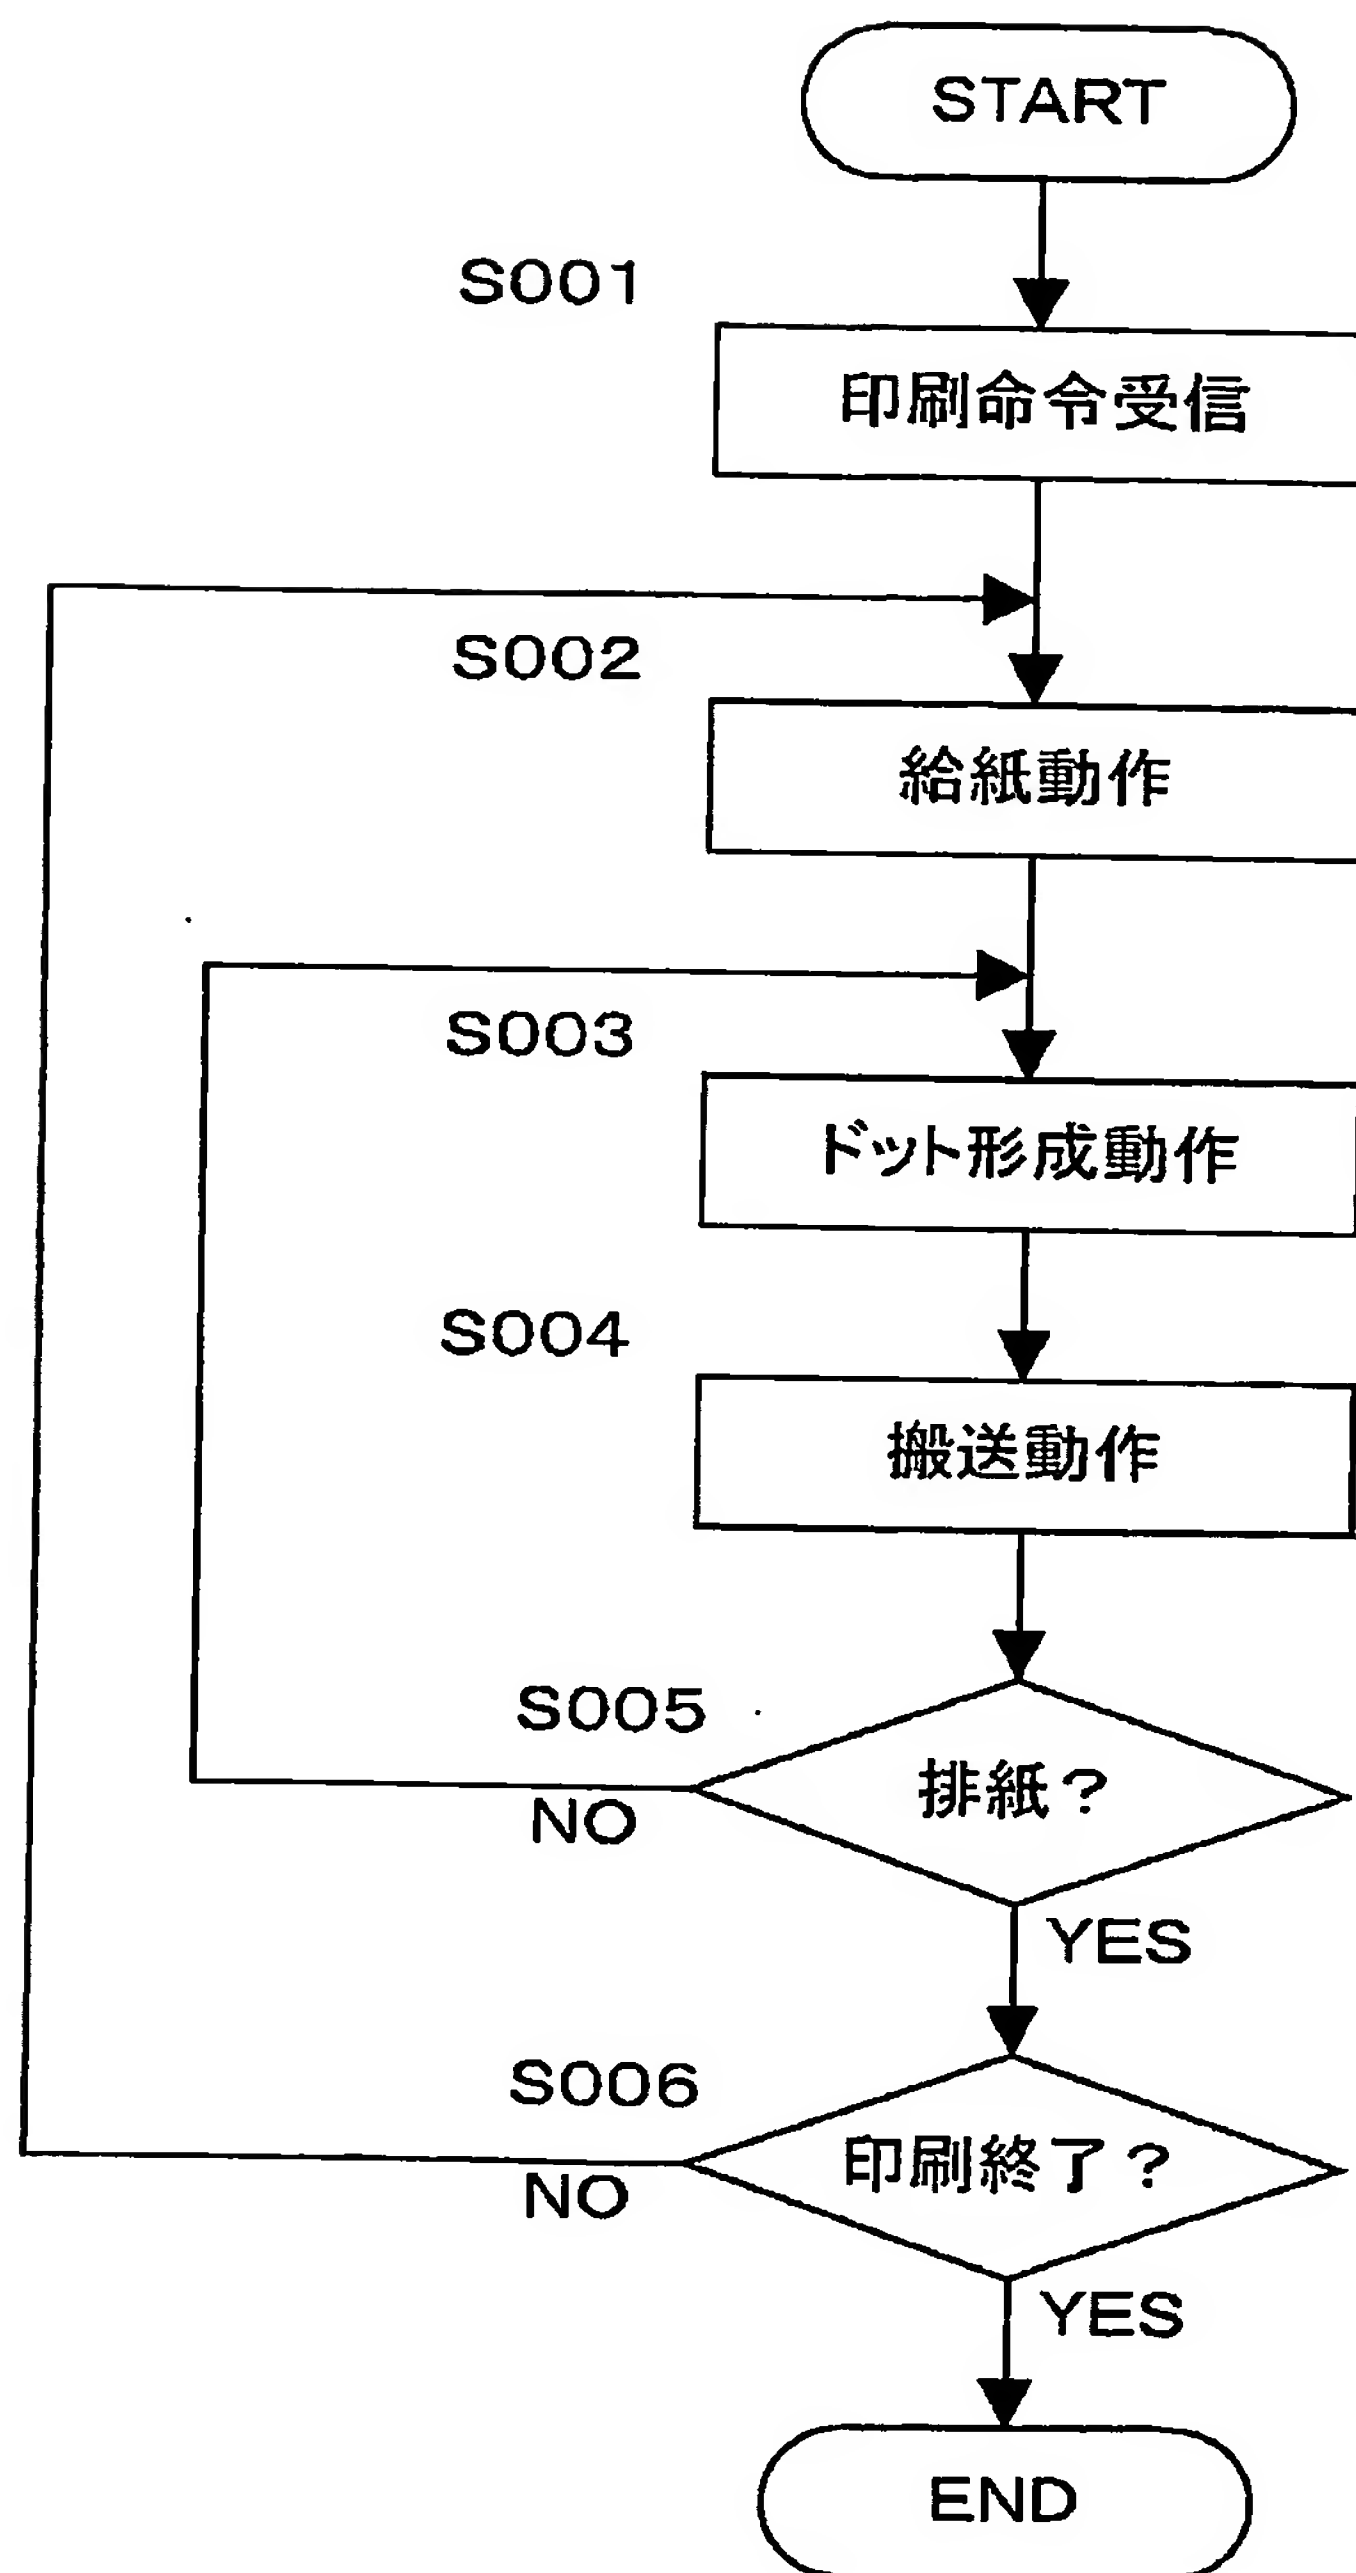 START
S001
印刷命令受信
S002
給紙動作
S003
ドット形成動作
S004
搬送動作
S005
排紙?
NO
YES
S006
印刷終了?
NO
YES
END